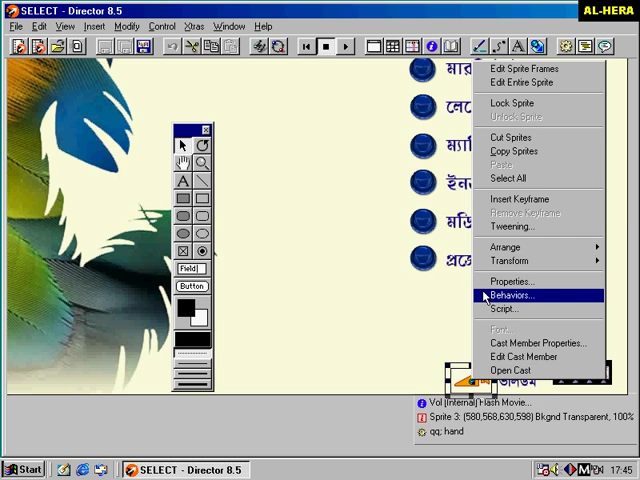 SELECT - Director 8.5
AL-HERA
File Edit View Insert Modify Control Xtras Window Help
Edit Sprite Frames
Edit Entire Sprite
Lock Sprite
Unlock Sprite
Cut Sprites
Copy Sprites
Paste
Select All
Insert Keyframe
Remove Keyframe
Tweening...
Arrange
Transform
Properties...
Behaviors...
Script...
Font...
Cast Member Properties...
Edit Cast Member
Open Cast
Field
Button
Vol (Internal)Flash Movie...
Sprite 3: (580,568,630,598) Bkgnd Transparent, 100%
qq; hand
Start
SELECT - Director 8.5
17:45